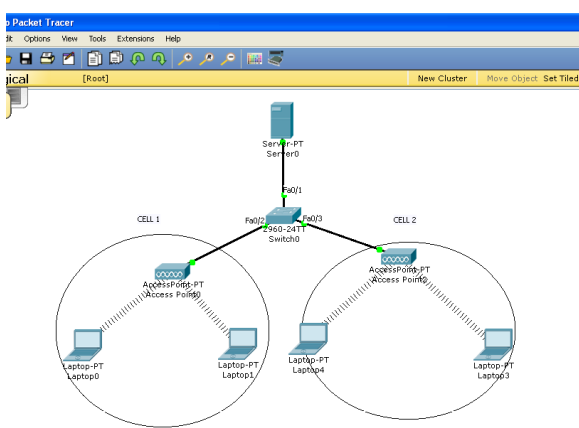 Packet Tracer
Options View Tools Extensions Help
[Root]
New Cluster Move Object Set Tiled
Server-PT
Server0
Fa0/1
CELL 1
Fa0/2
Fa0/3
CELL 2
2960-24TT
Switch0
AccessPoint-PT
Access Point0
AccessPoint-PT
Access
Laptop-PT
Laptop0
Laptop-PT
Laptop1
Laptop-PT
Laptop4
Laptop-PT
Laptop3